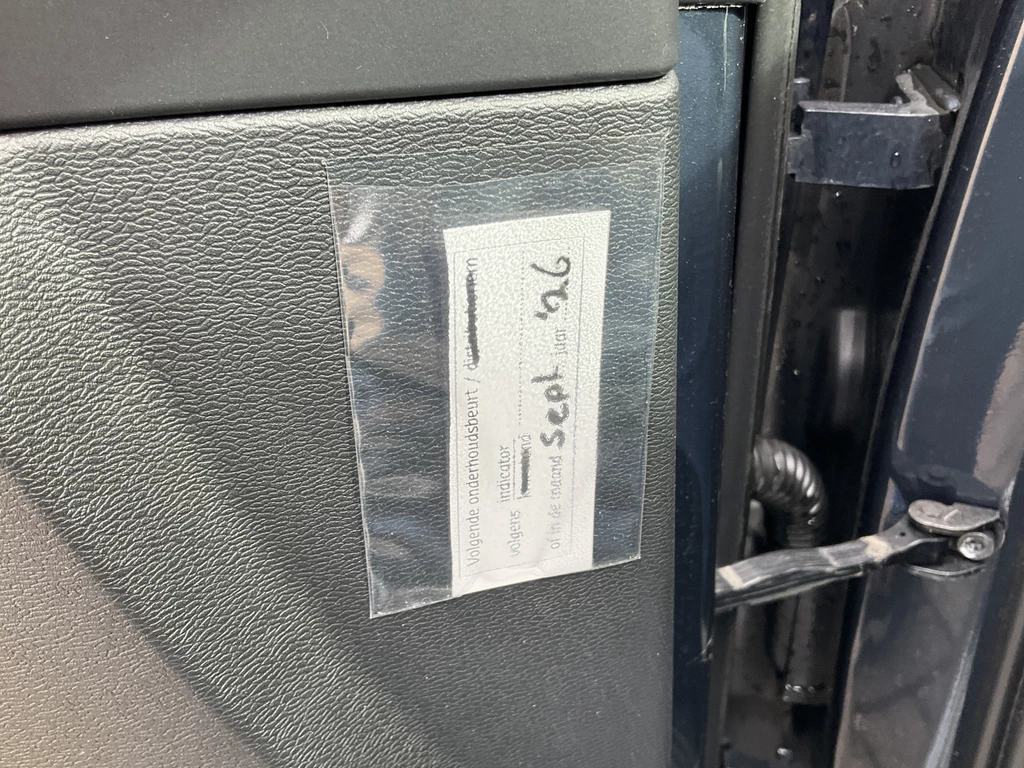 Volgende onderhoudsbeurt /
indicator
volgens
of in de maand Sept jaar '26